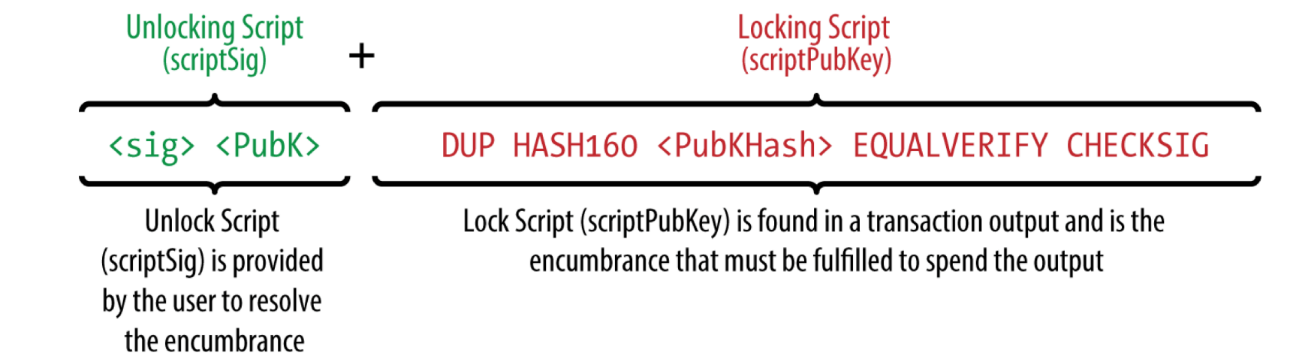 Unlocking Script
(scriptSig)
+
Locking Script
(scriptPubKey)
<sig> <PubK>
DUP HASH160 <PubKHash> EQUALVERIFY CHECKSIG
Unlock Script
(scriptSig) is provided
by the user to resolve
the encumbrance
Lock Script (scriptPubKey) is found in a transaction output and is the
encumbrance that must be fulfilled to spend the output